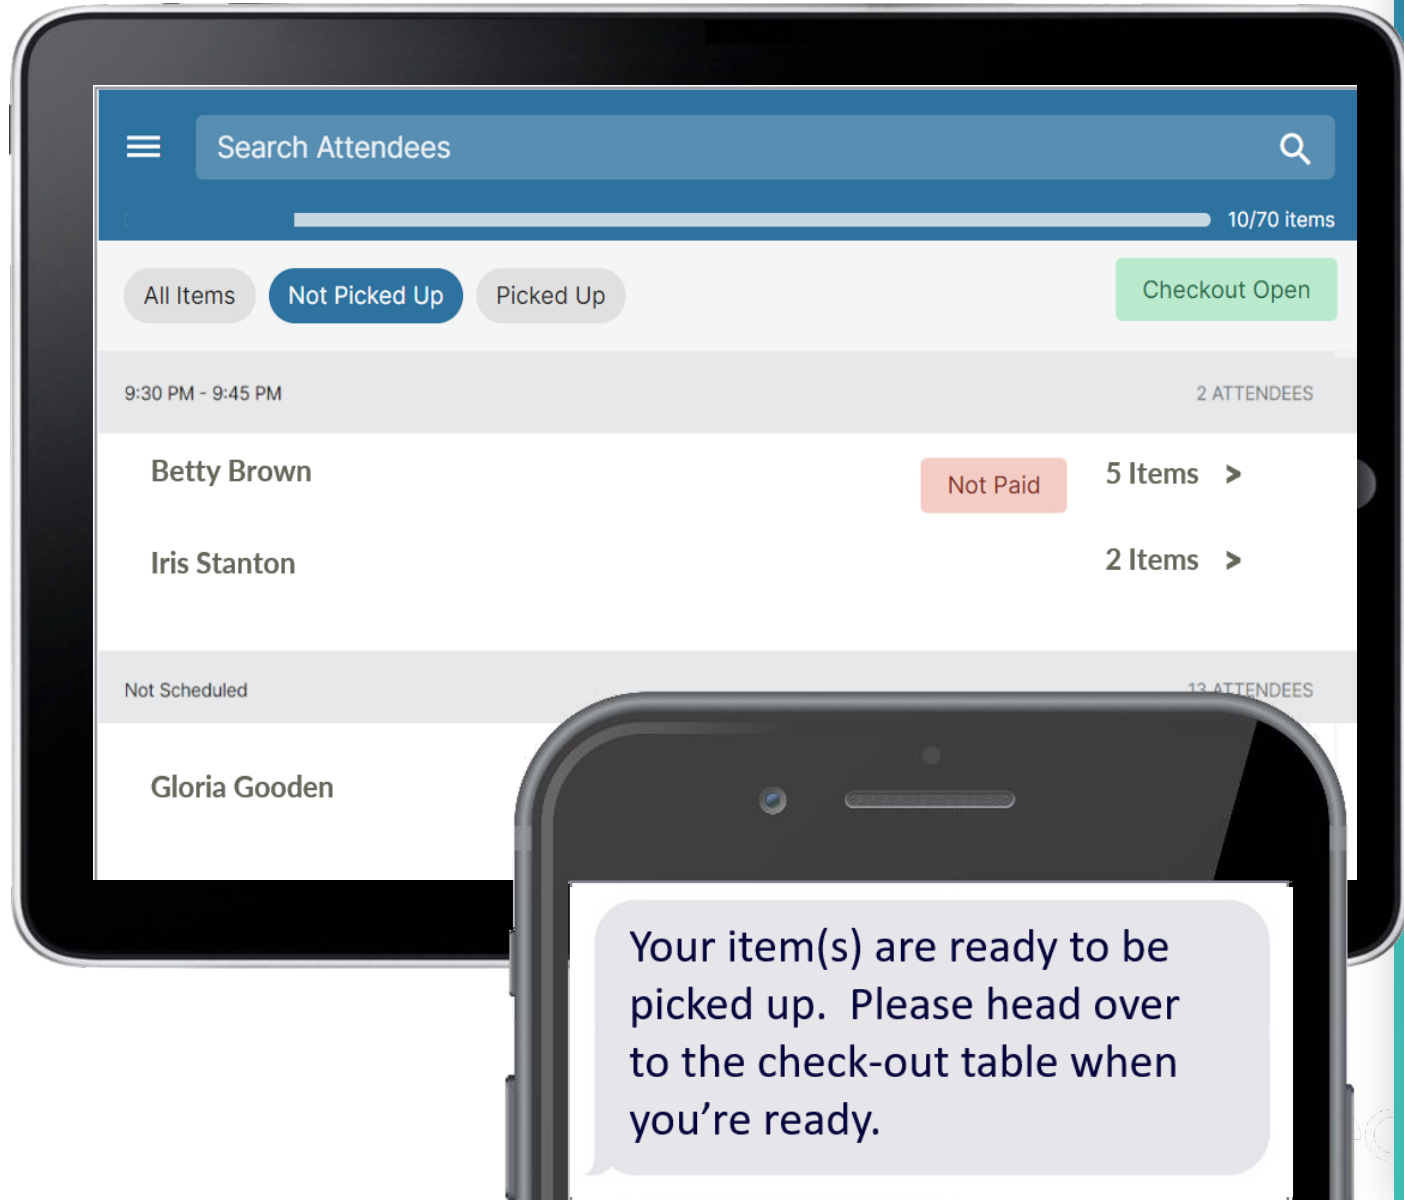 Search Attendees
10/70 items
All Items Not Picked Up Picked Up Checkout Open
9:30 PM - 9:45 PM 2 ATTENDEES
Betty Brown Not Paid 5 Items >
Iris Stanton 2 Items >
Not Scheduled 13 ATTENDEES
Gloria Gooden
Your item(s) are ready to be
picked up. Please head over
to the check-out table when
you're ready.